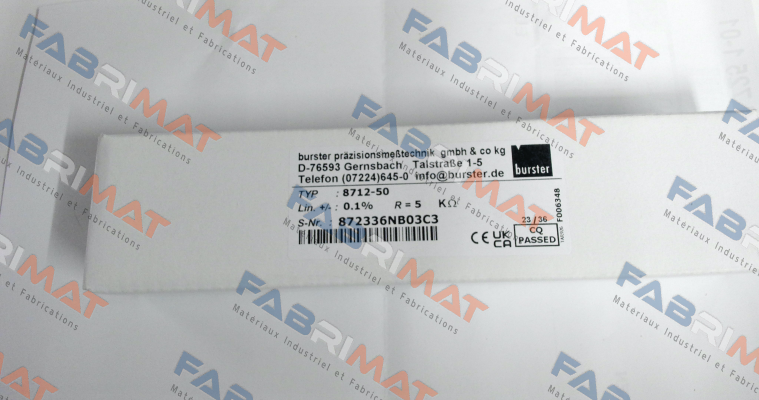 burster präzisionsmeßtechnik gmbh & co kg
D-76593 Gernsbach Talstraße 1-5
Telefon (07224)645-0 info@burster.de
burster
TYP : 8712-50
Lin. +/- : 0.1% R = 5 KΩ
S-Nr. : 872336NB03C3
CE UK CA
23 / 36
CQ
PASSED
F006348
FABRIMAT
Matériaux Industriel et Fabrications